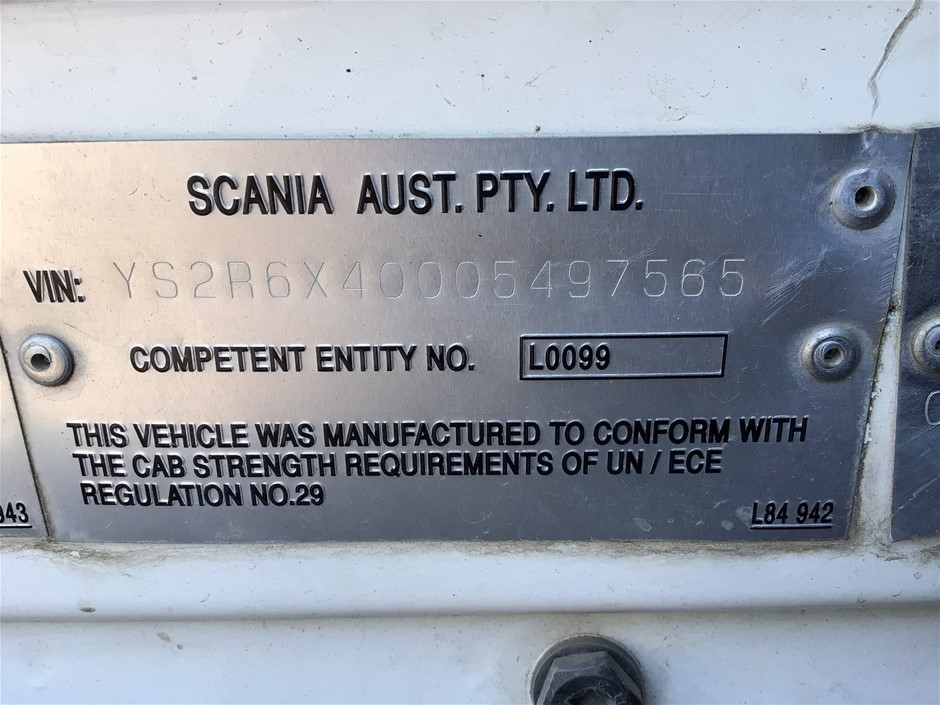 SCANIA AUST. PTY. LTD.
VIN: YS2R6X40005497565
COMPETENT ENTITY NO. L0099
THIS VEHICLE WAS MANUFACTURED TO CONFORM WITH
THE CAB STRENGTH REQUIREMENTS OF UN / ECE
REGULATION NO.29
943
L84 942